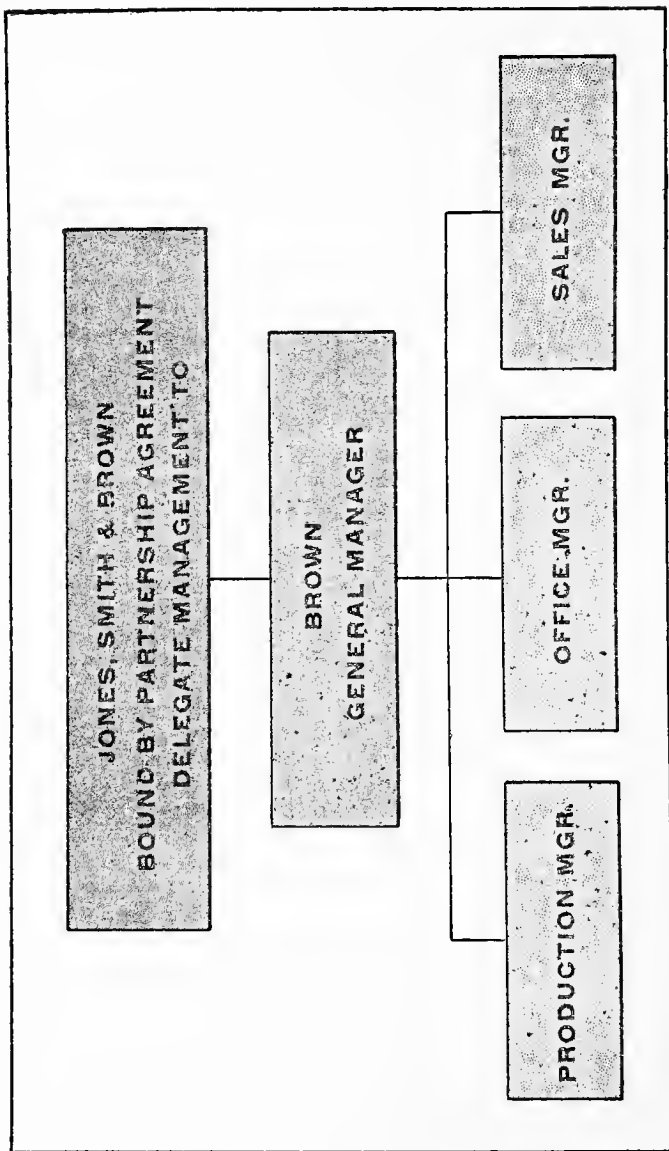 JONES, SMITH & BROWN
BOUND BY PARTNERSHIP AGREEMENT
DELEGATE MANAGEMENT TO
BROWN
GENERAL MANAGER
PRODUCTION MGR.
OFFICE MGR.
SALES MGR.